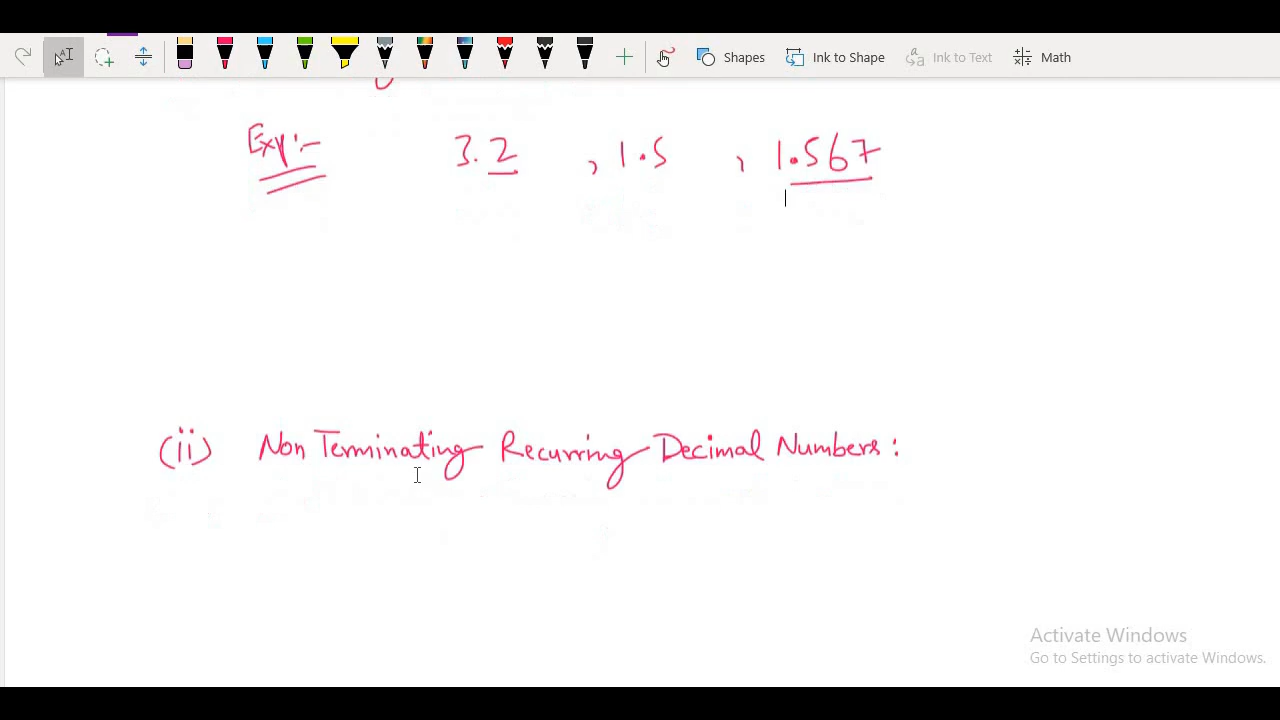 Shapes Ink to Shape Ink to Text Math
Exp:- 3.2 , 1.5 , 1.567
(ii) Non Terminating Recurring Decimal Numbers:
Activate Windows
Go to Settings to activate Windows.